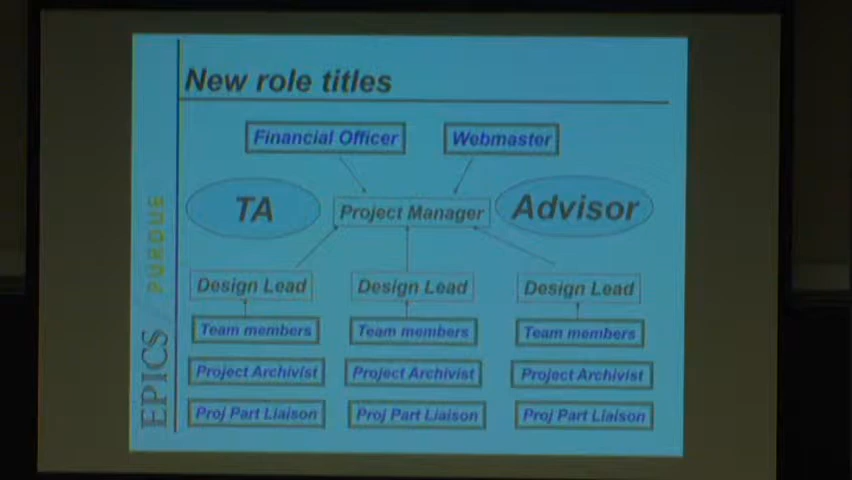 New role titles
Financial Officer
Webmaster
TA
Project Manager
Advisor
Design Lead
Design Lead
Design Lead
Team members
Team members
Team members
Project Archivist
Project Archivist
Project Archivist
Proj Part Liaison
Proj Part Liaison
Proj Part Liaison
EPICS
PURDUE